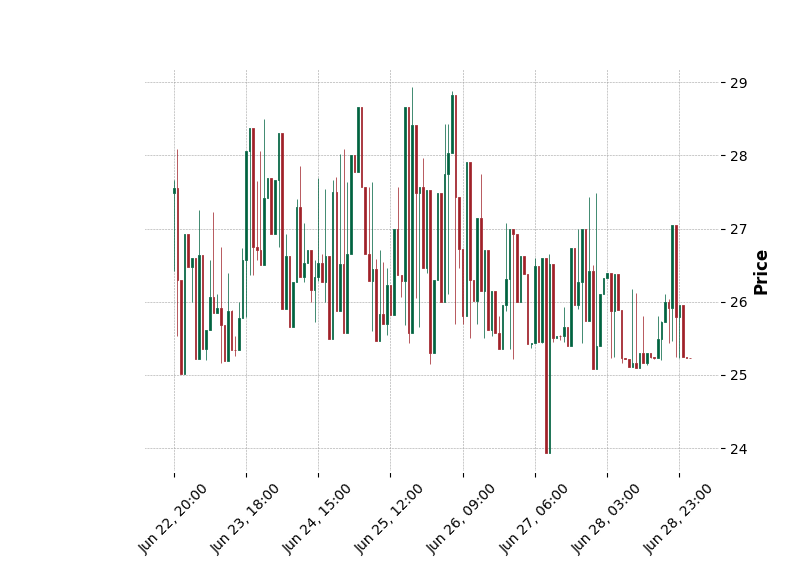 29
28
27
26
25
24
Price
Jun 22, 20:00
Jun 23, 18:00
Jun 24, 15:00
Jun 25, 12:00
Jun 26, 09:00
Jun 27, 06:00
Jun 28, 03:00
Jun 28, 23:00